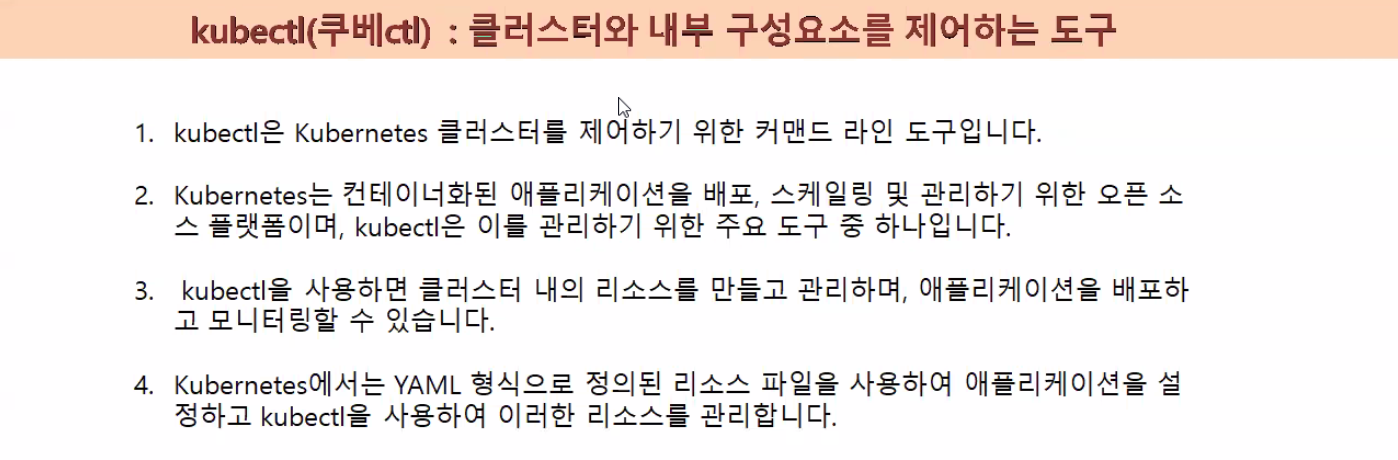 kubectl(쿠베ctl) : 클러스터와 내부 구성요소를 제어하는 도구
1. kubectl은 Kubernetes 클러스터를 제어하기 위한 커맨드 라인 도구입니다.
2. Kubernetes는 컨테이너화된 애플리케이션을 배포, 스케일링 및 관리하기 위한 오픈 소
스 플랫폼이며, kubectl은 이를 관리하기 위한 주요 도구 중 하나입니다.
3. kubectl을 사용하면 클러스터 내의 리소스를 만들고 관리하며, 애플리케이션을 배포하
고 모니터링할 수 있습니다.
4. Kubernetes에서는 YAML 형식으로 정의된 리소스 파일을 사용하여 애플리케이션을 설
정하고 kubectl을 사용하여 이러한 리소스를 관리합니다.